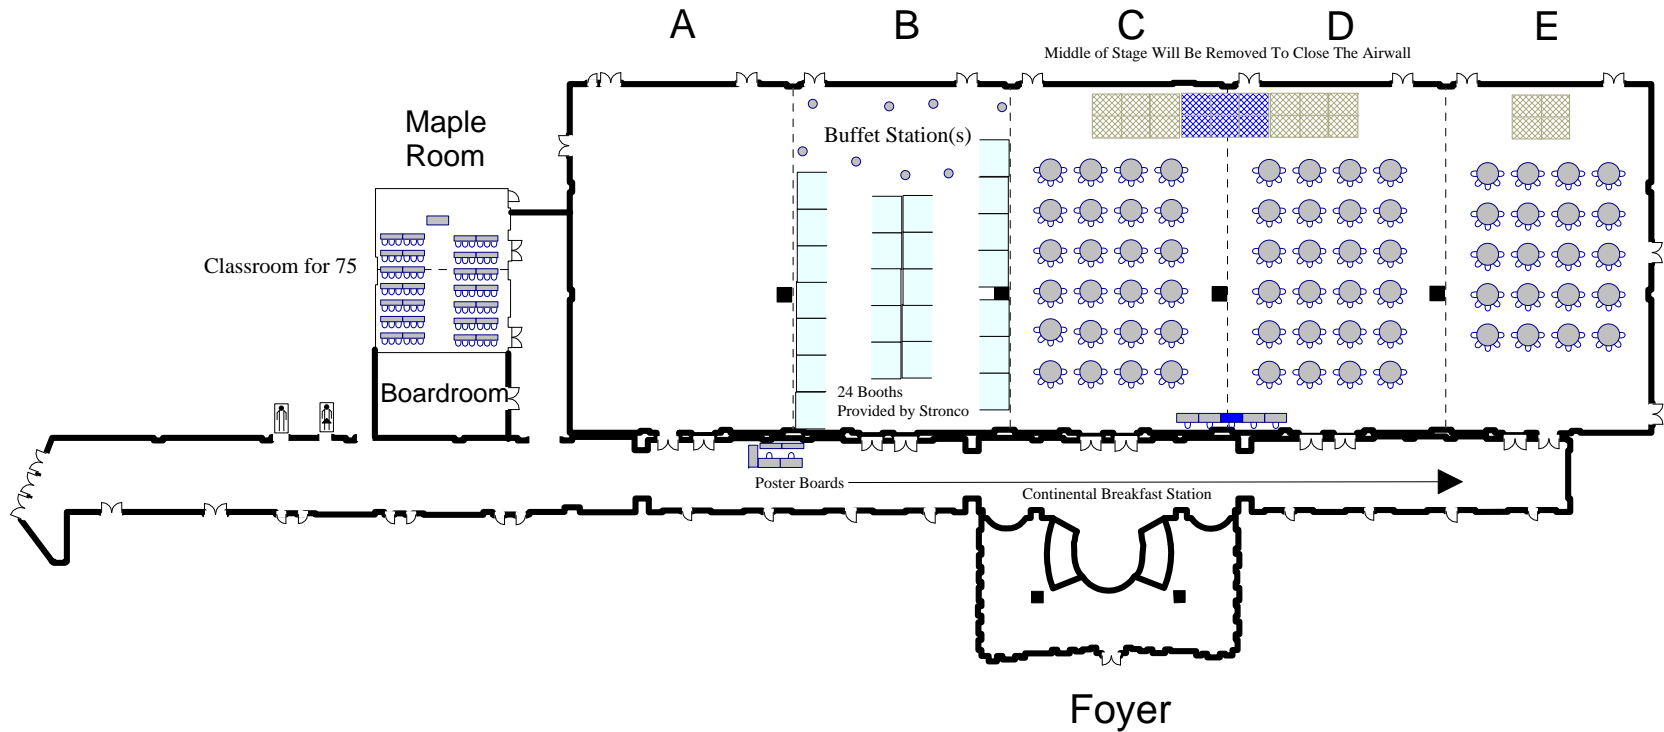 A
B
C
D
E
Middle of Stage Will Be Removed To Close The Airwall
Maple
Room
Buffet Station(s)
Classroom for 75
Boardroom
24 Booths
Provided by Stronco
Poster Boards
Continental Breakfast Station
Foyer